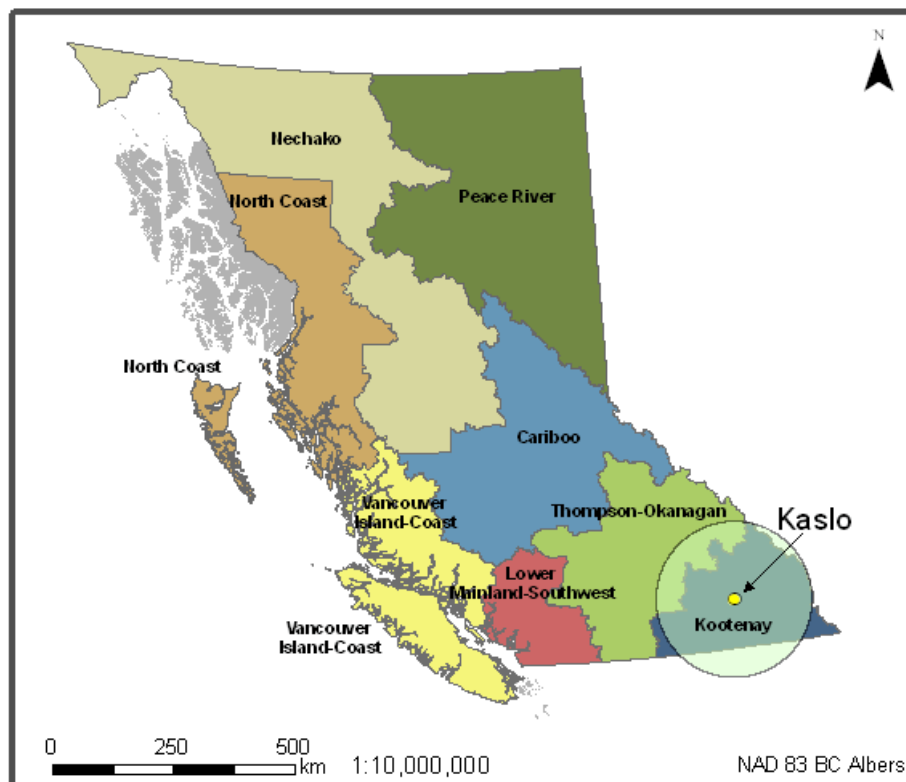 N
Nechako
North Coast
Peace River
North Coast
Cariboo
Vancouver
Island-Coast
Thompson-Okanagan
Kaslo
Lower
Mainland-Southwest
Kootenay
Vancouver
Island-Coast
0 250 500
km 1:10,000,000
NAD 83 BC Albers